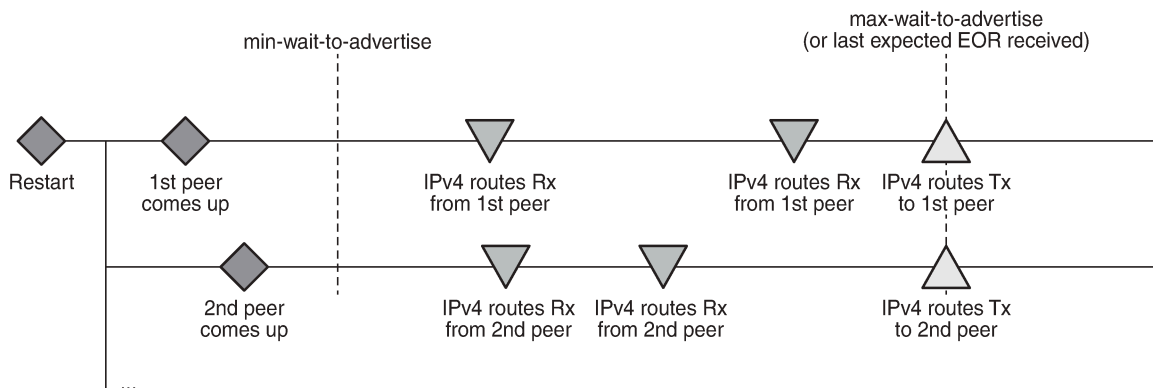 max-wait-to-advertise
min-wait-to-advertise
(or last expected EOR received)
Restart
1st peer
comes up
IPv4 routes Rx
from 1st peer
IPv4 routes Rx
from 1st peer
IPv4 routes Tx
to 1st peer
2nd peer
comes up
IPv4 routes Rx
from 2nd peer
IPv4 routes Rx
from 2nd peer
IPv4 routes Tx
to 2nd peer
...